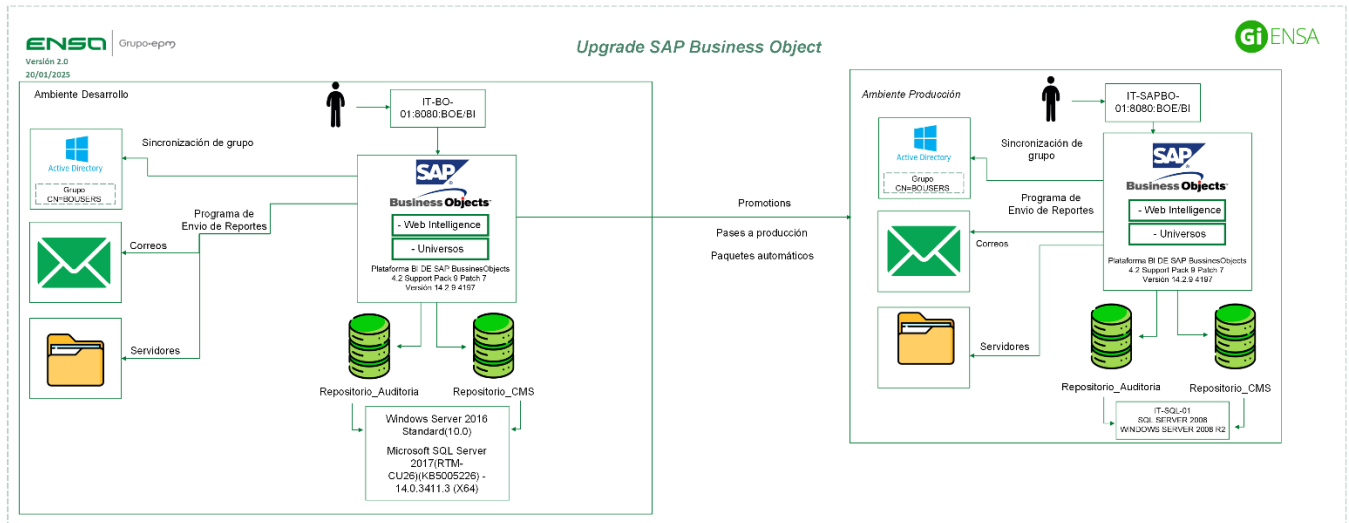 ENSA
Grupo·epm
Versión 2.0
20/01/2025
Upgrade SAP Business Object
Gi ENSA
Ambiente Desarrollo
IT-BO-
01:8080:BOE/BI
Active Directory
Grupo
CN=BOUSERS
Sincronización de grupo
SAP
Business Objects
- Web Intelligence
- Universos
Plataforma BI DE SAP BussinesObjects
4.2 Support Pack 9 Patch 7
Versión 14.2.9 4197
Programa de
Envio de Reportes
Correos
Servidores
Repositorio_Auditoria
Repositorio_CMS
Windows Server 2016
Standard(10.0)
Microsoft SQL Server
2017(RTM-
CU26)(KB5005226) -
14.0.3411.3 (X64)
Promotions
Pases a producción
Paquetes automáticos
Ambiente Producción
IT-SAPBO-
01:8080:BOE/BI
Active Directory
Grupo
CN=BOUSERS
Sincronización de
grupo
SAP
Business Objects
- Web Intelligence
- Universos
Plataforma BI DE SAP BussinesObjects
4.2 Support Pack 9 Patch 7
Versión 14.2.9 4197
Programa de
Envio de Reportes
Correos
Servidores
Repositorio_Auditoria
Repositorio_CMS
IT-SQL-01
SQL SERVER 2008
WINDOWS SERVER 2008 R2